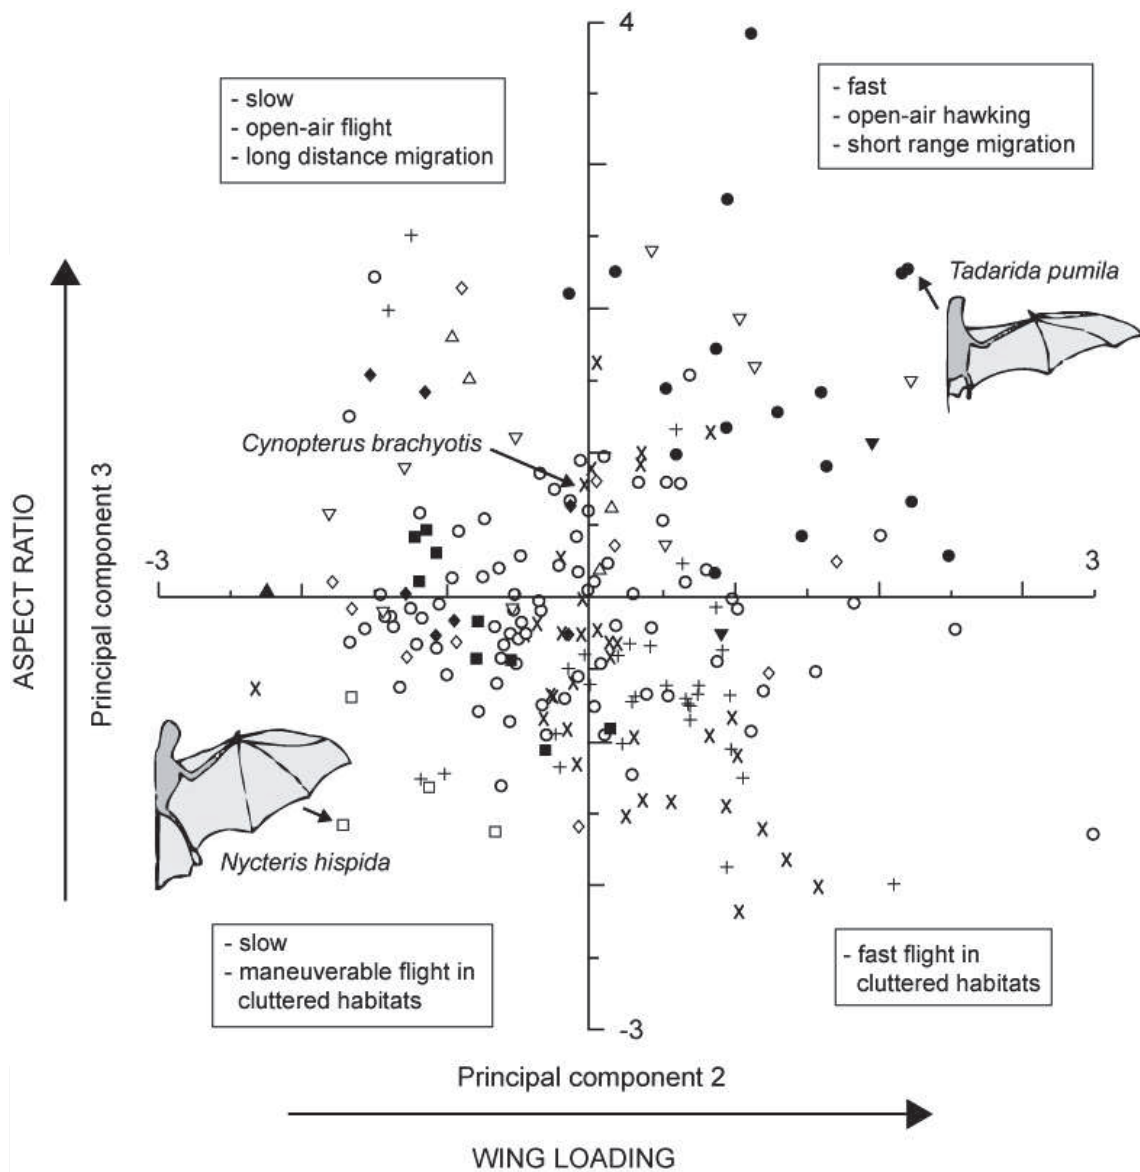 4
- slow
- open-air flight
- long distance migration
- fast
- open-air hawking
- short range migration
Tadarida pumila
Cynopterus brachyotis
ASPECT RATIO
Principal component 3
-3
3
Nycteris hispida
- slow
- maneuverable flight in
cluttered habitats
- fast flight in
cluttered habitats
-3
Principal component 2
WING LOADING